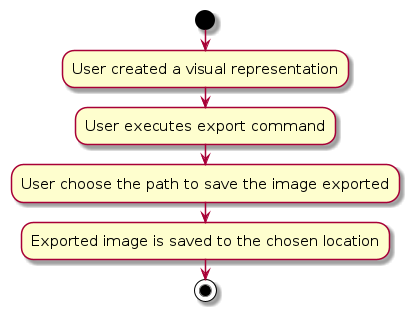 User created a visual representation
User executes export command
User choose the path to save the image exported
Exported image is saved to the chosen location